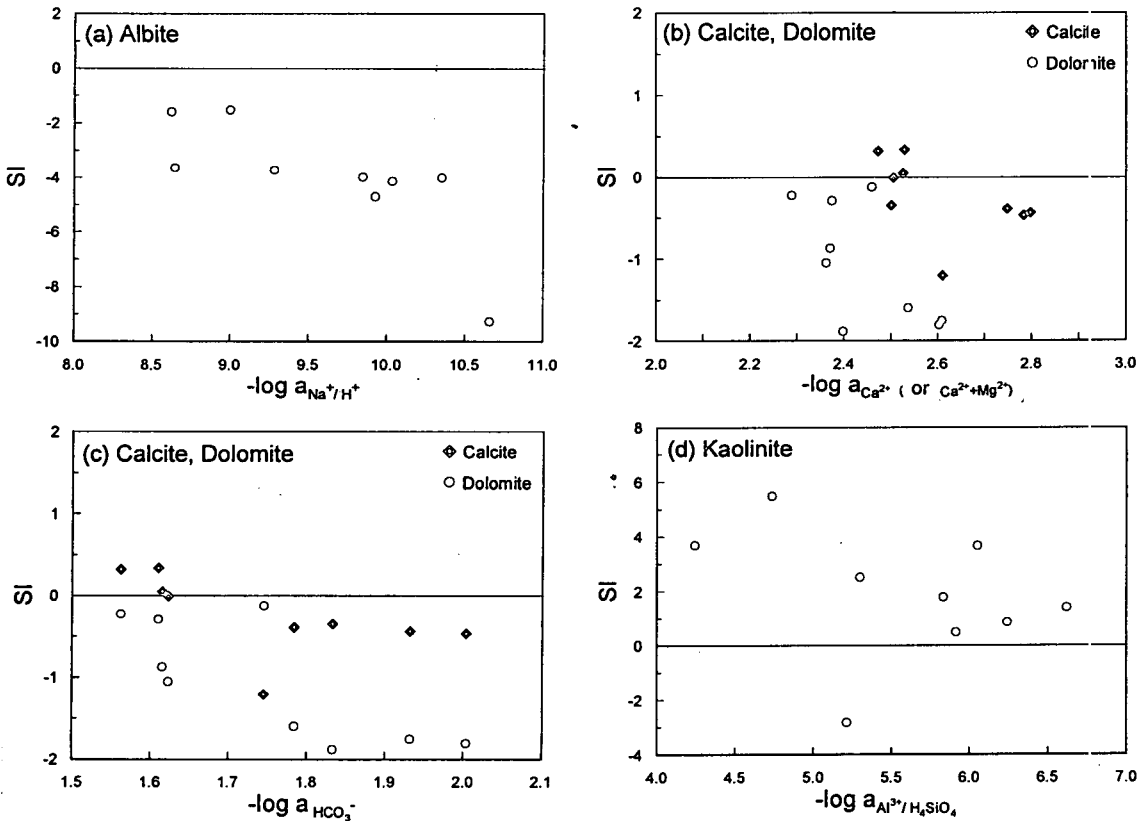 (a) Albite
2
0
-2
-4
-6
-8
-10
SI
8.0 8.5 9.0 9.5 10.0 10.5 11.0
-log a Na⁺/H⁺
(b) Calcite, Dolomite
Calcite
Dolomite
2
1
0
-1
-2
SI
2.0 2.2 2.4 2.6 2.8 3.0
-log a Ca²⁺ ( or Ca²⁺+Mg²⁺)
(c) Calcite, Dolomite
Calcite
Dolomite
2
1
0
-1
-2
SI
1.5 1.6 1.7 1.8 1.9 2.0 2.1
-log a HCO₃-
(d) Kaolinite
8
6
4
2
0
-2
-4
SI
4.0 4.5 5.0 5.5 6.0 6.5 7.0
-log a Al³⁺/H₄SiO₄